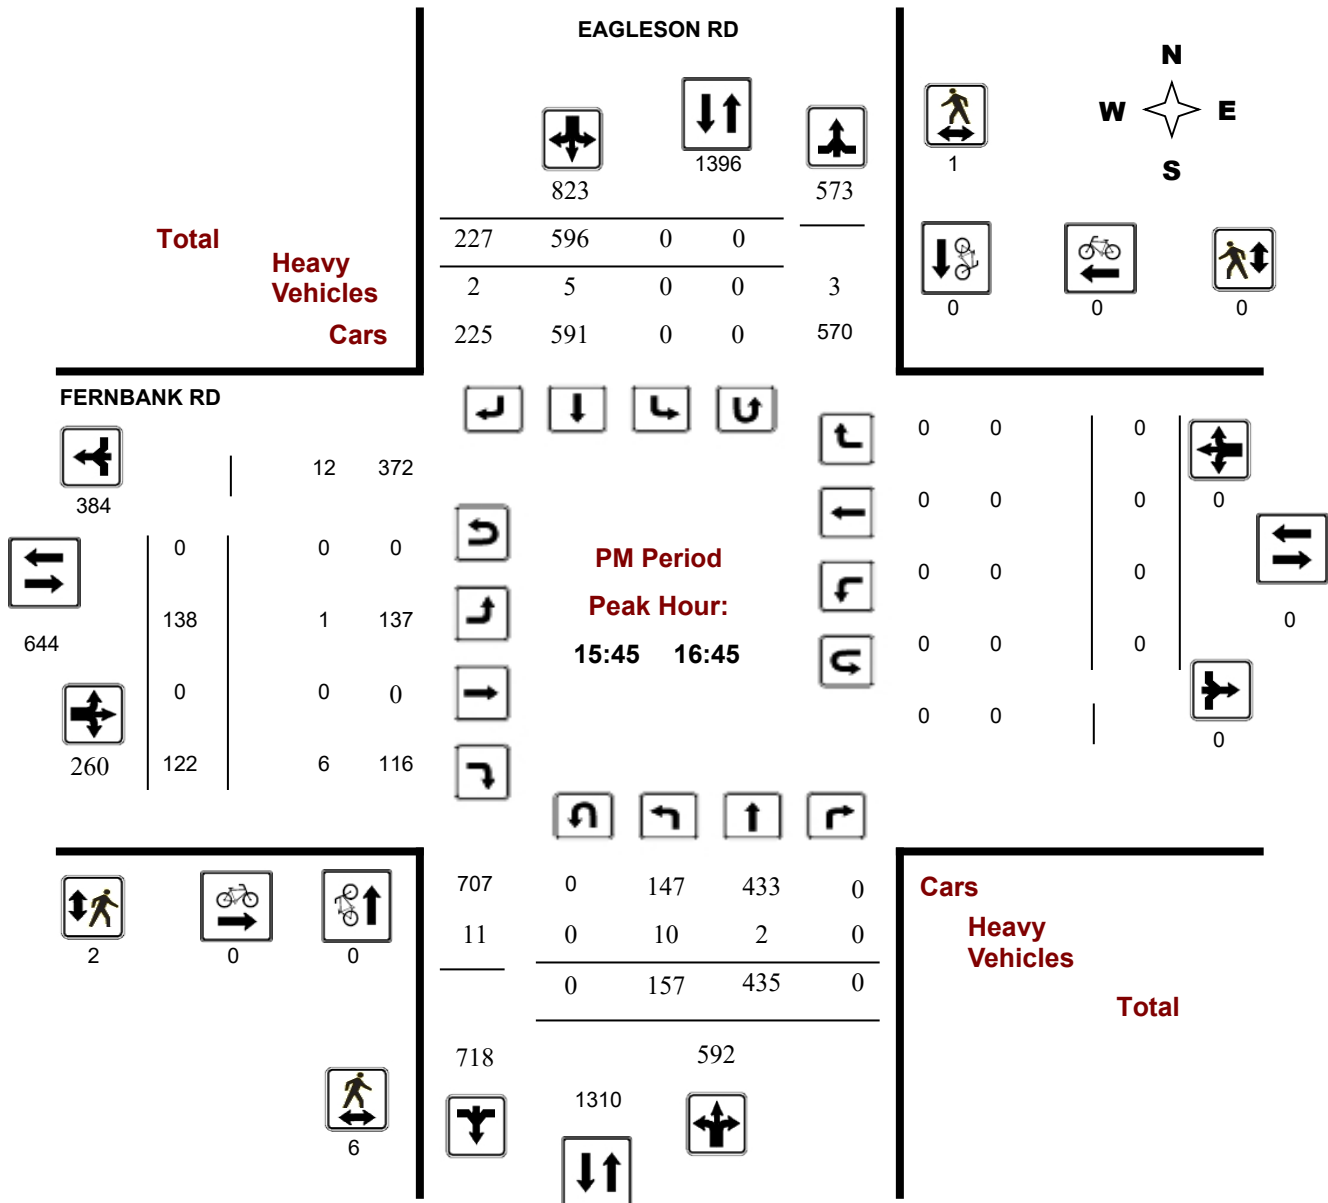 EAGLESON RD
N
W E
S
1396
1
823
573
Total
227 596 0 0
Heavy
Vehicles
2 5 0 0 3
0 0 0
Cars
225 591 0 0 570
FERNBANK RD
0 0 0
12 372
384
0 0 0 0
0 0 0
PM Period
0 0 0
Peak Hour:
138 1 137
0
644
15:45 16:45
0 0 0
0 0 0
0 0
0
260
122 6 116
707 0 147 433 0
Cars
11 0 10 2 0
Heavy
Vehicles
2 0 0
0 157 435 0
Total
718
592
1310
6